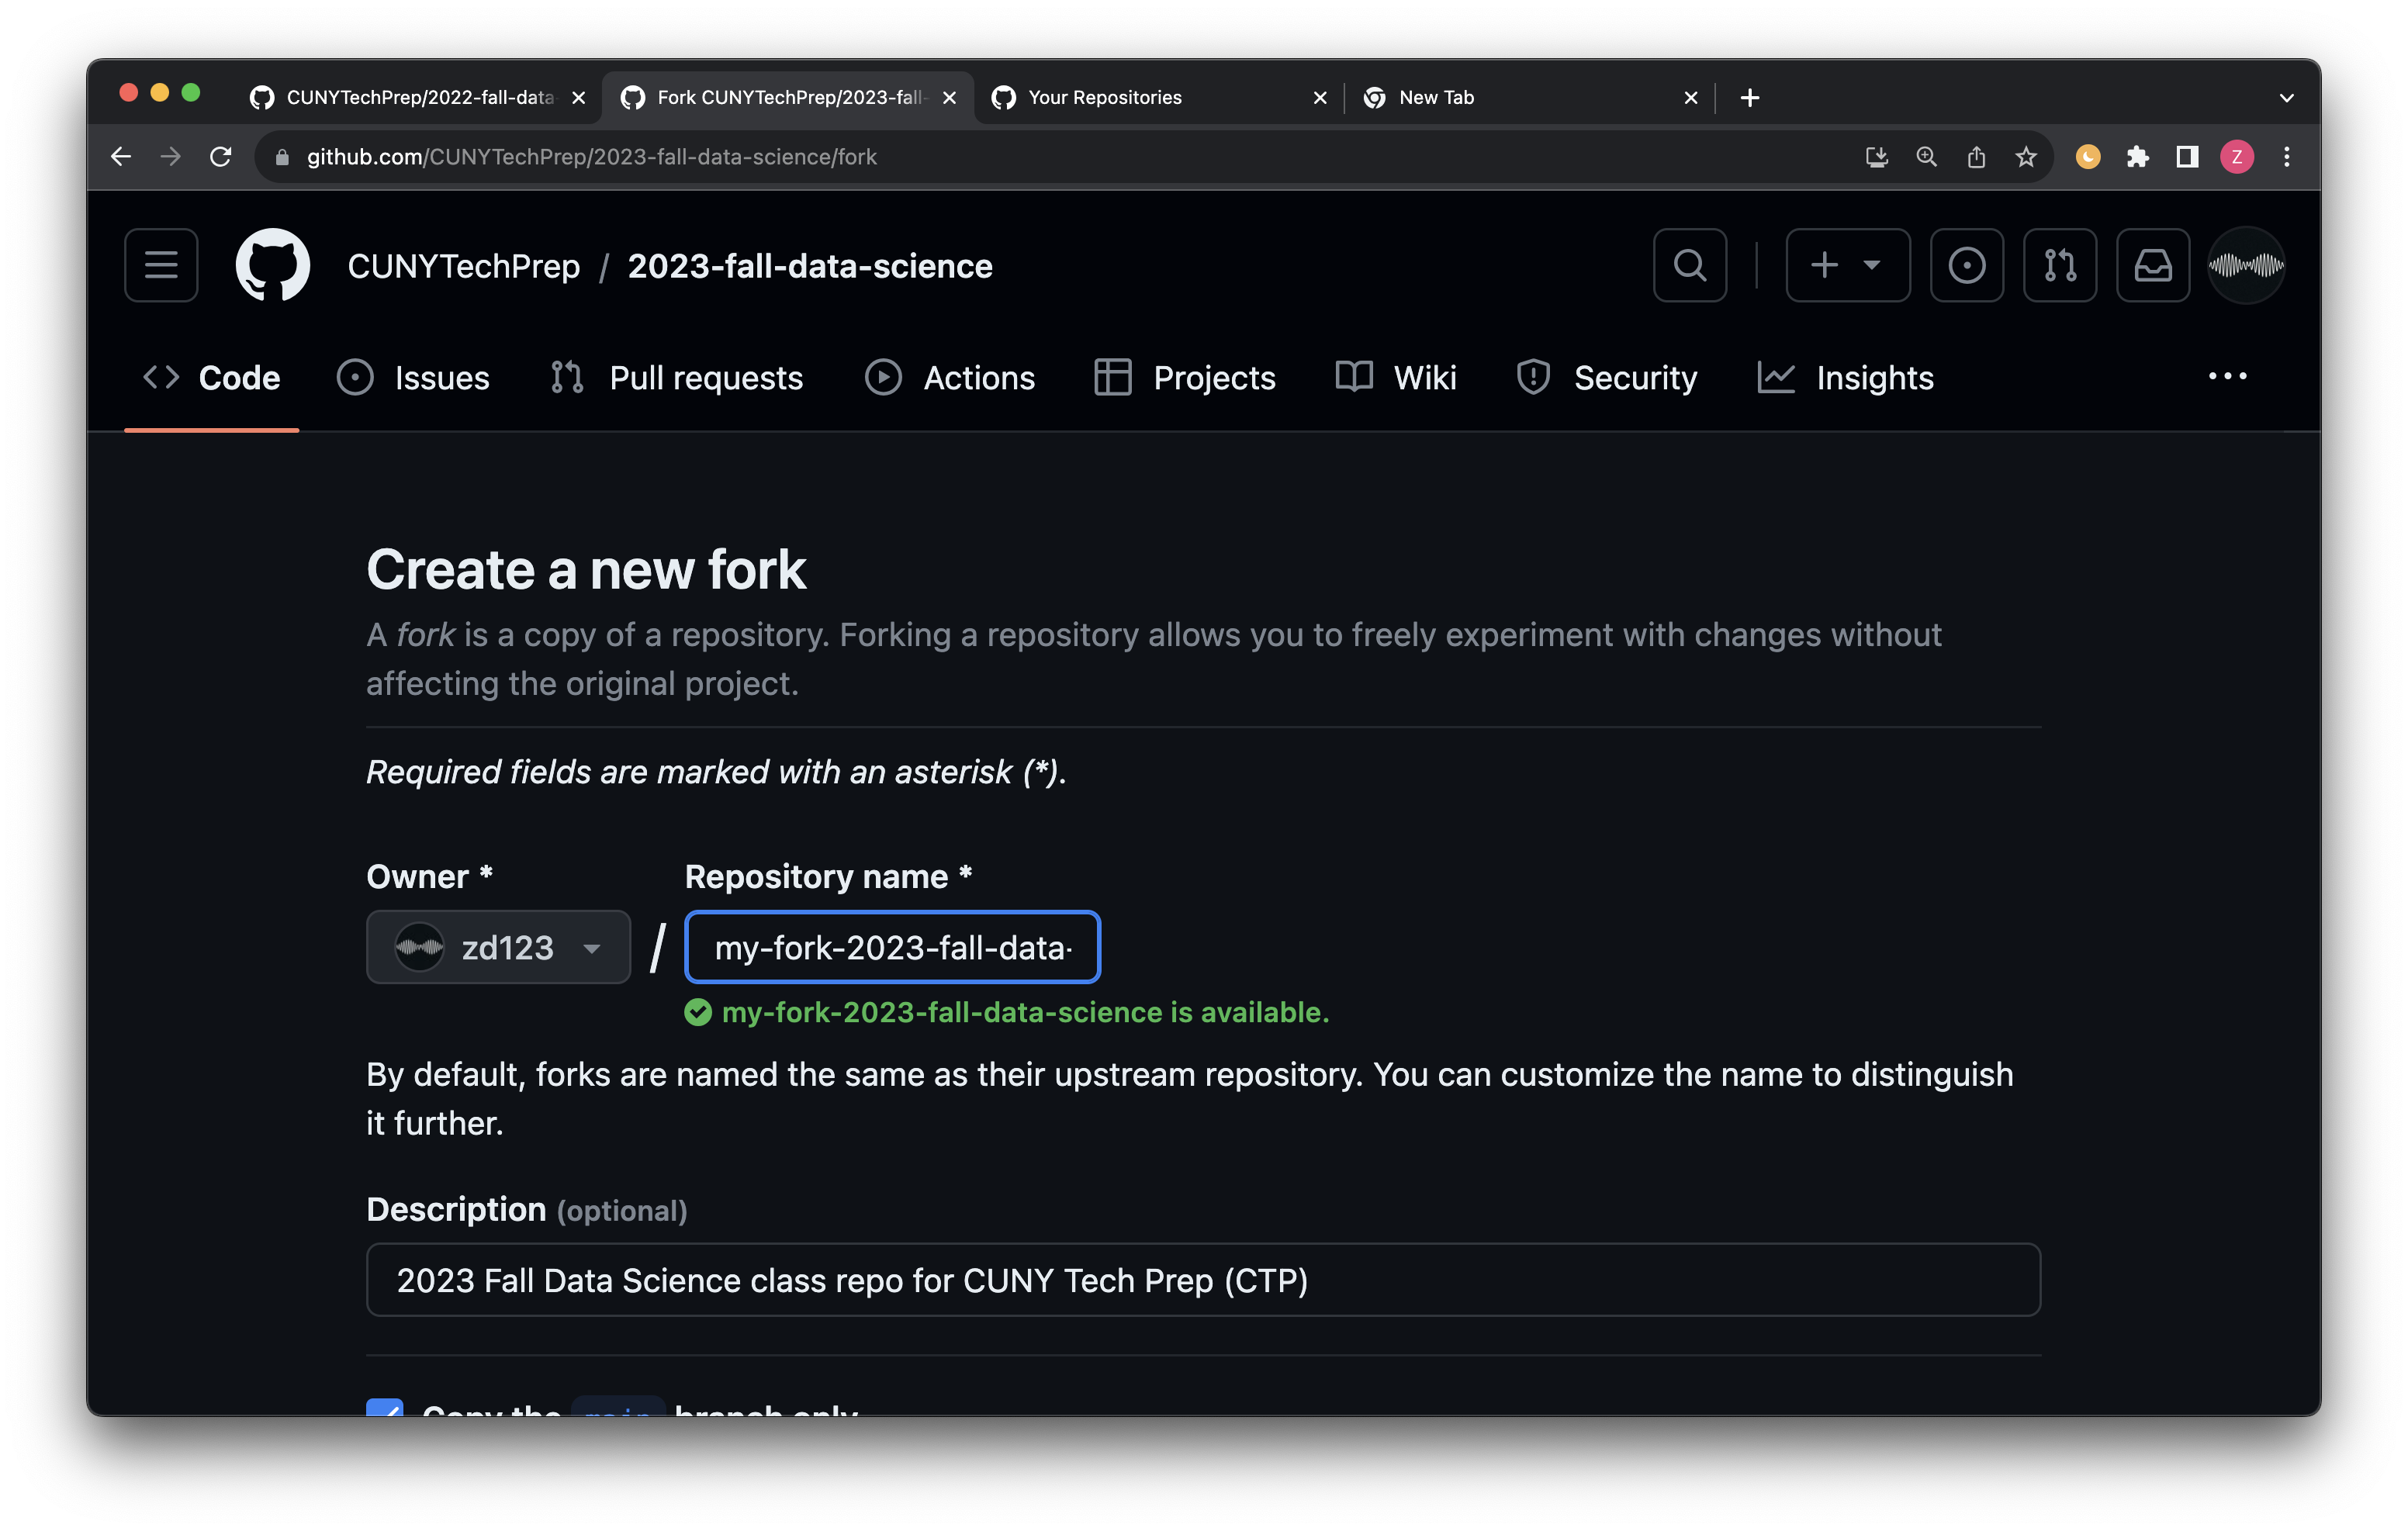 CUNYTechPrep/2022-fall-data-
Fork CUNYTechPrep/2023-fall-
Your Repositories
New Tab
github.com/CUNYTechPrep/2023-fall-data-science/fork
Z
CUNYTechPrep / 2023-fall-data-science
Code Issues Pull requests Actions Projects Wiki Security Insights
Create a new fork
A fork is a copy of a repository. Forking a repository allows you to freely experiment with changes without
affecting the original project.
Required fields are marked with an asterisk (*).
Owner * Repository name *
zd123 / my-fork-2023-fall-data-
my-fork-2023-fall-data-science is available.
By default, forks are named the same as their upstream repository. You can customize the name to distinguish
it further.
Description (optional)
2023 Fall Data Science class repo for CUNY Tech Prep (CTP)
Copy the main branch only